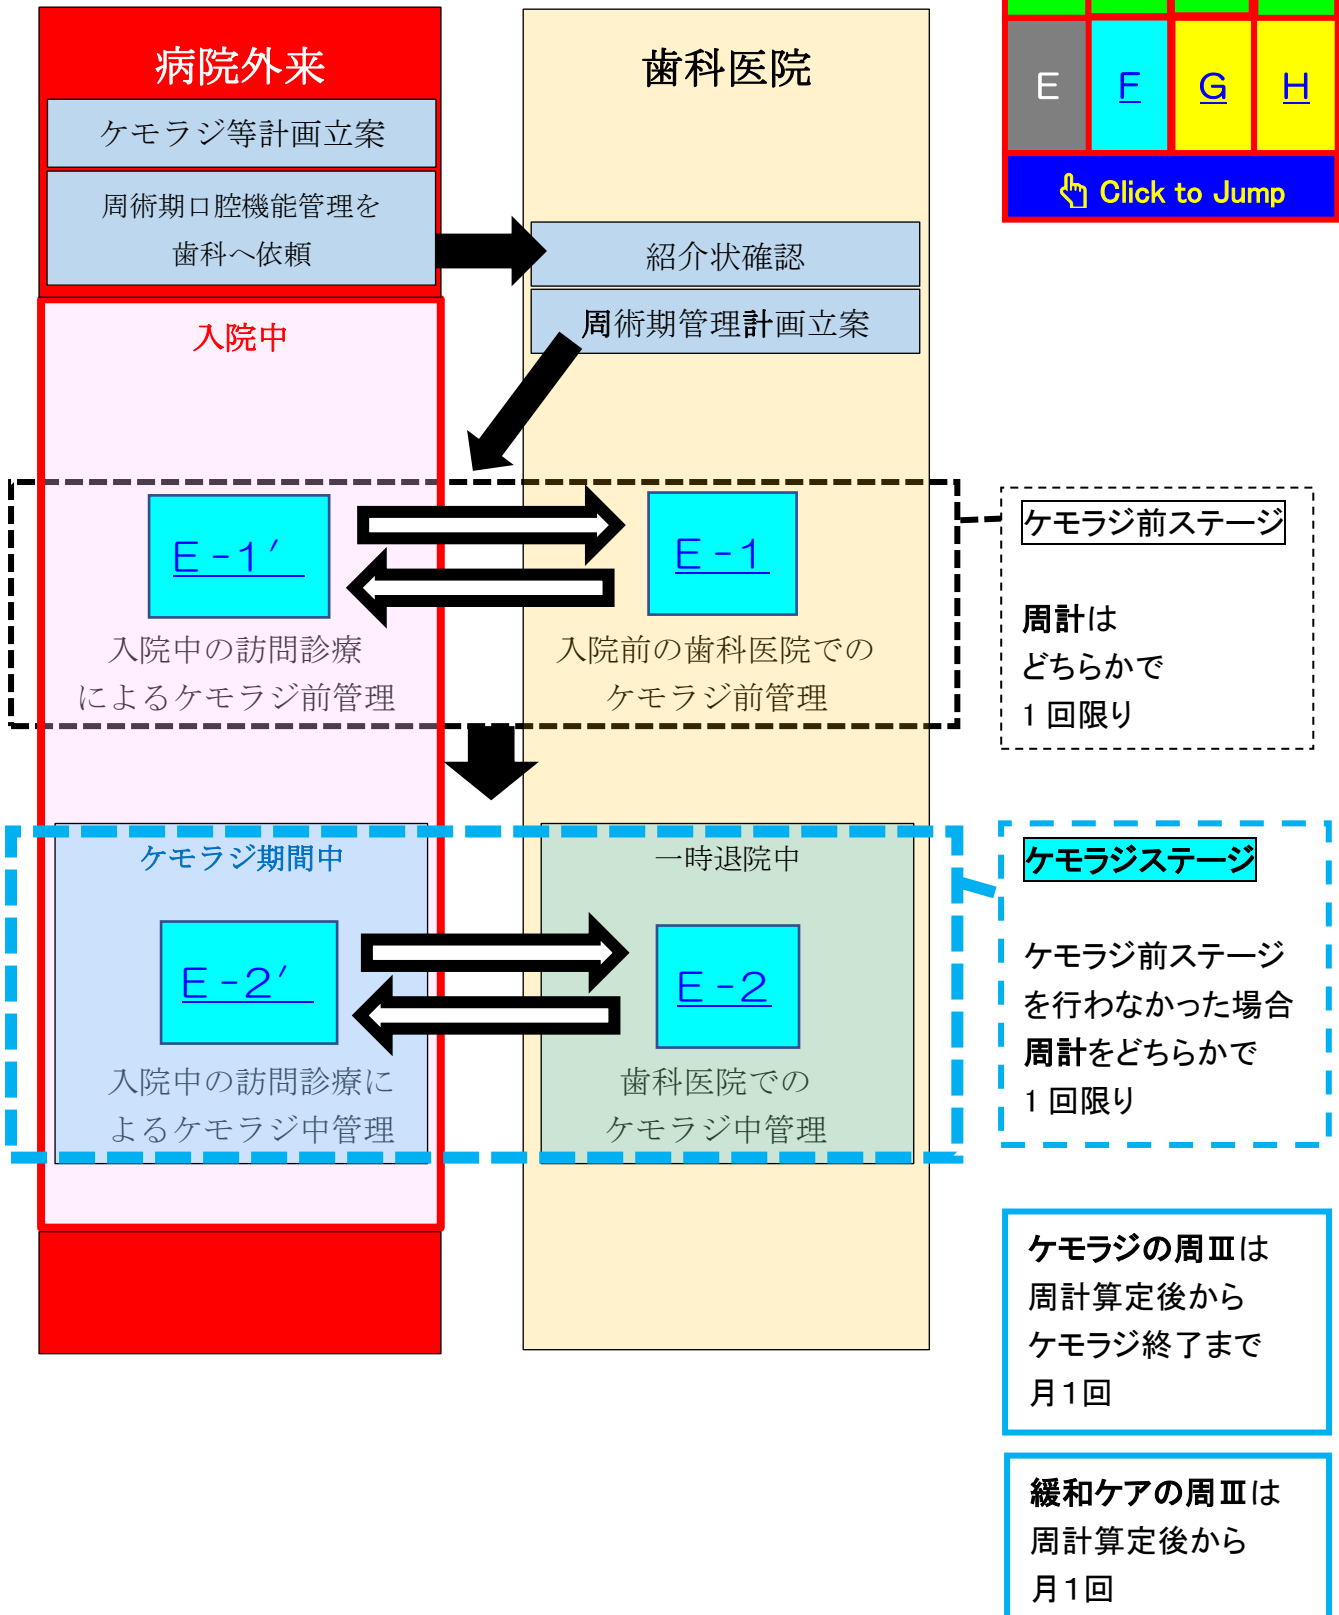 病院外来
ケモラジ等計画立案
周術期口腔機能管理を
歯科へ依頼
歯科医院
紹介状確認
周術期管理計画立案
E
F
G
H
Click to Jump
入院中
E-1′
入院中の訪問診療
によるケモラジ前管理
E-1
入院前の歯科医院での
ケモラジ前管理
ケモラジ前ステージ
周計は
どちらかで
1回限り
ケモラジ期間中
E-2′
入院中の訪問診療に
よるケモラジ中管理
一時退院中
E-2
歯科医院での
ケモラジ中管理
ケモラジステージ
ケモラジ前ステージ
を行わなかった場合
周計をどちらかで
1回限り
ケモラジの周Ⅲは
周計算定後から
ケモラジ終了まで
月1回
緩和ケアの周Ⅲは
周計算定後から
月1回